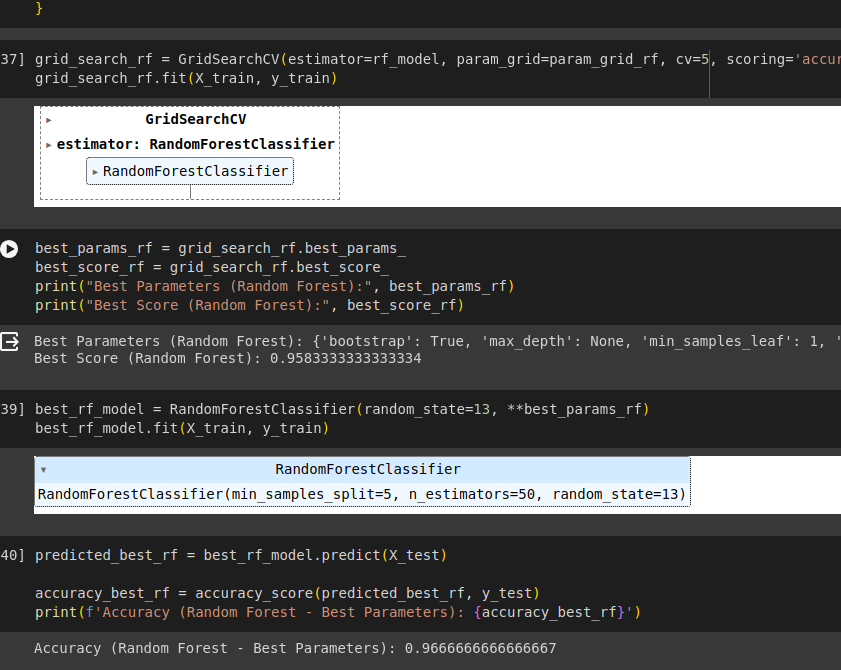 }
37] grid_search_rf = GridSearchCV(estimator=rf_model, param_grid=param_grid_rf, cv=5, scoring='accur
grid_search_rf.fit(X_train, y_train)
▸ GridSearchCV
▸ estimator: RandomForestClassifier
▸ RandomForestClassifier
best_params_rf = grid_search_rf.best_params_
best_score_rf = grid_search_rf.best_score_
print("Best Parameters (Random Forest):", best_params_rf)
print("Best Score (Random Forest):", best_score_rf)
Best Parameters (Random Forest): {'bootstrap': True, 'max_depth': None, 'min_samples_leaf': 1, '
Best Score (Random Forest): 0.9583333333333334
39] best_rf_model = RandomForestClassifier(random_state=13, **best_params_rf)
best_rf_model.fit(X_train, y_train)
▾ RandomForestClassifier
RandomForestClassifier(min_samples_split=5, n_estimators=50, random_state=13)
40] predicted_best_rf = best_rf_model.predict(X_test)
accuracy_best_rf = accuracy_score(predicted_best_rf, y_test)
print(f'Accuracy (Random Forest - Best Parameters): {accuracy_best_rf}')
Accuracy (Random Forest - Best Parameters): 0.9666666666666667